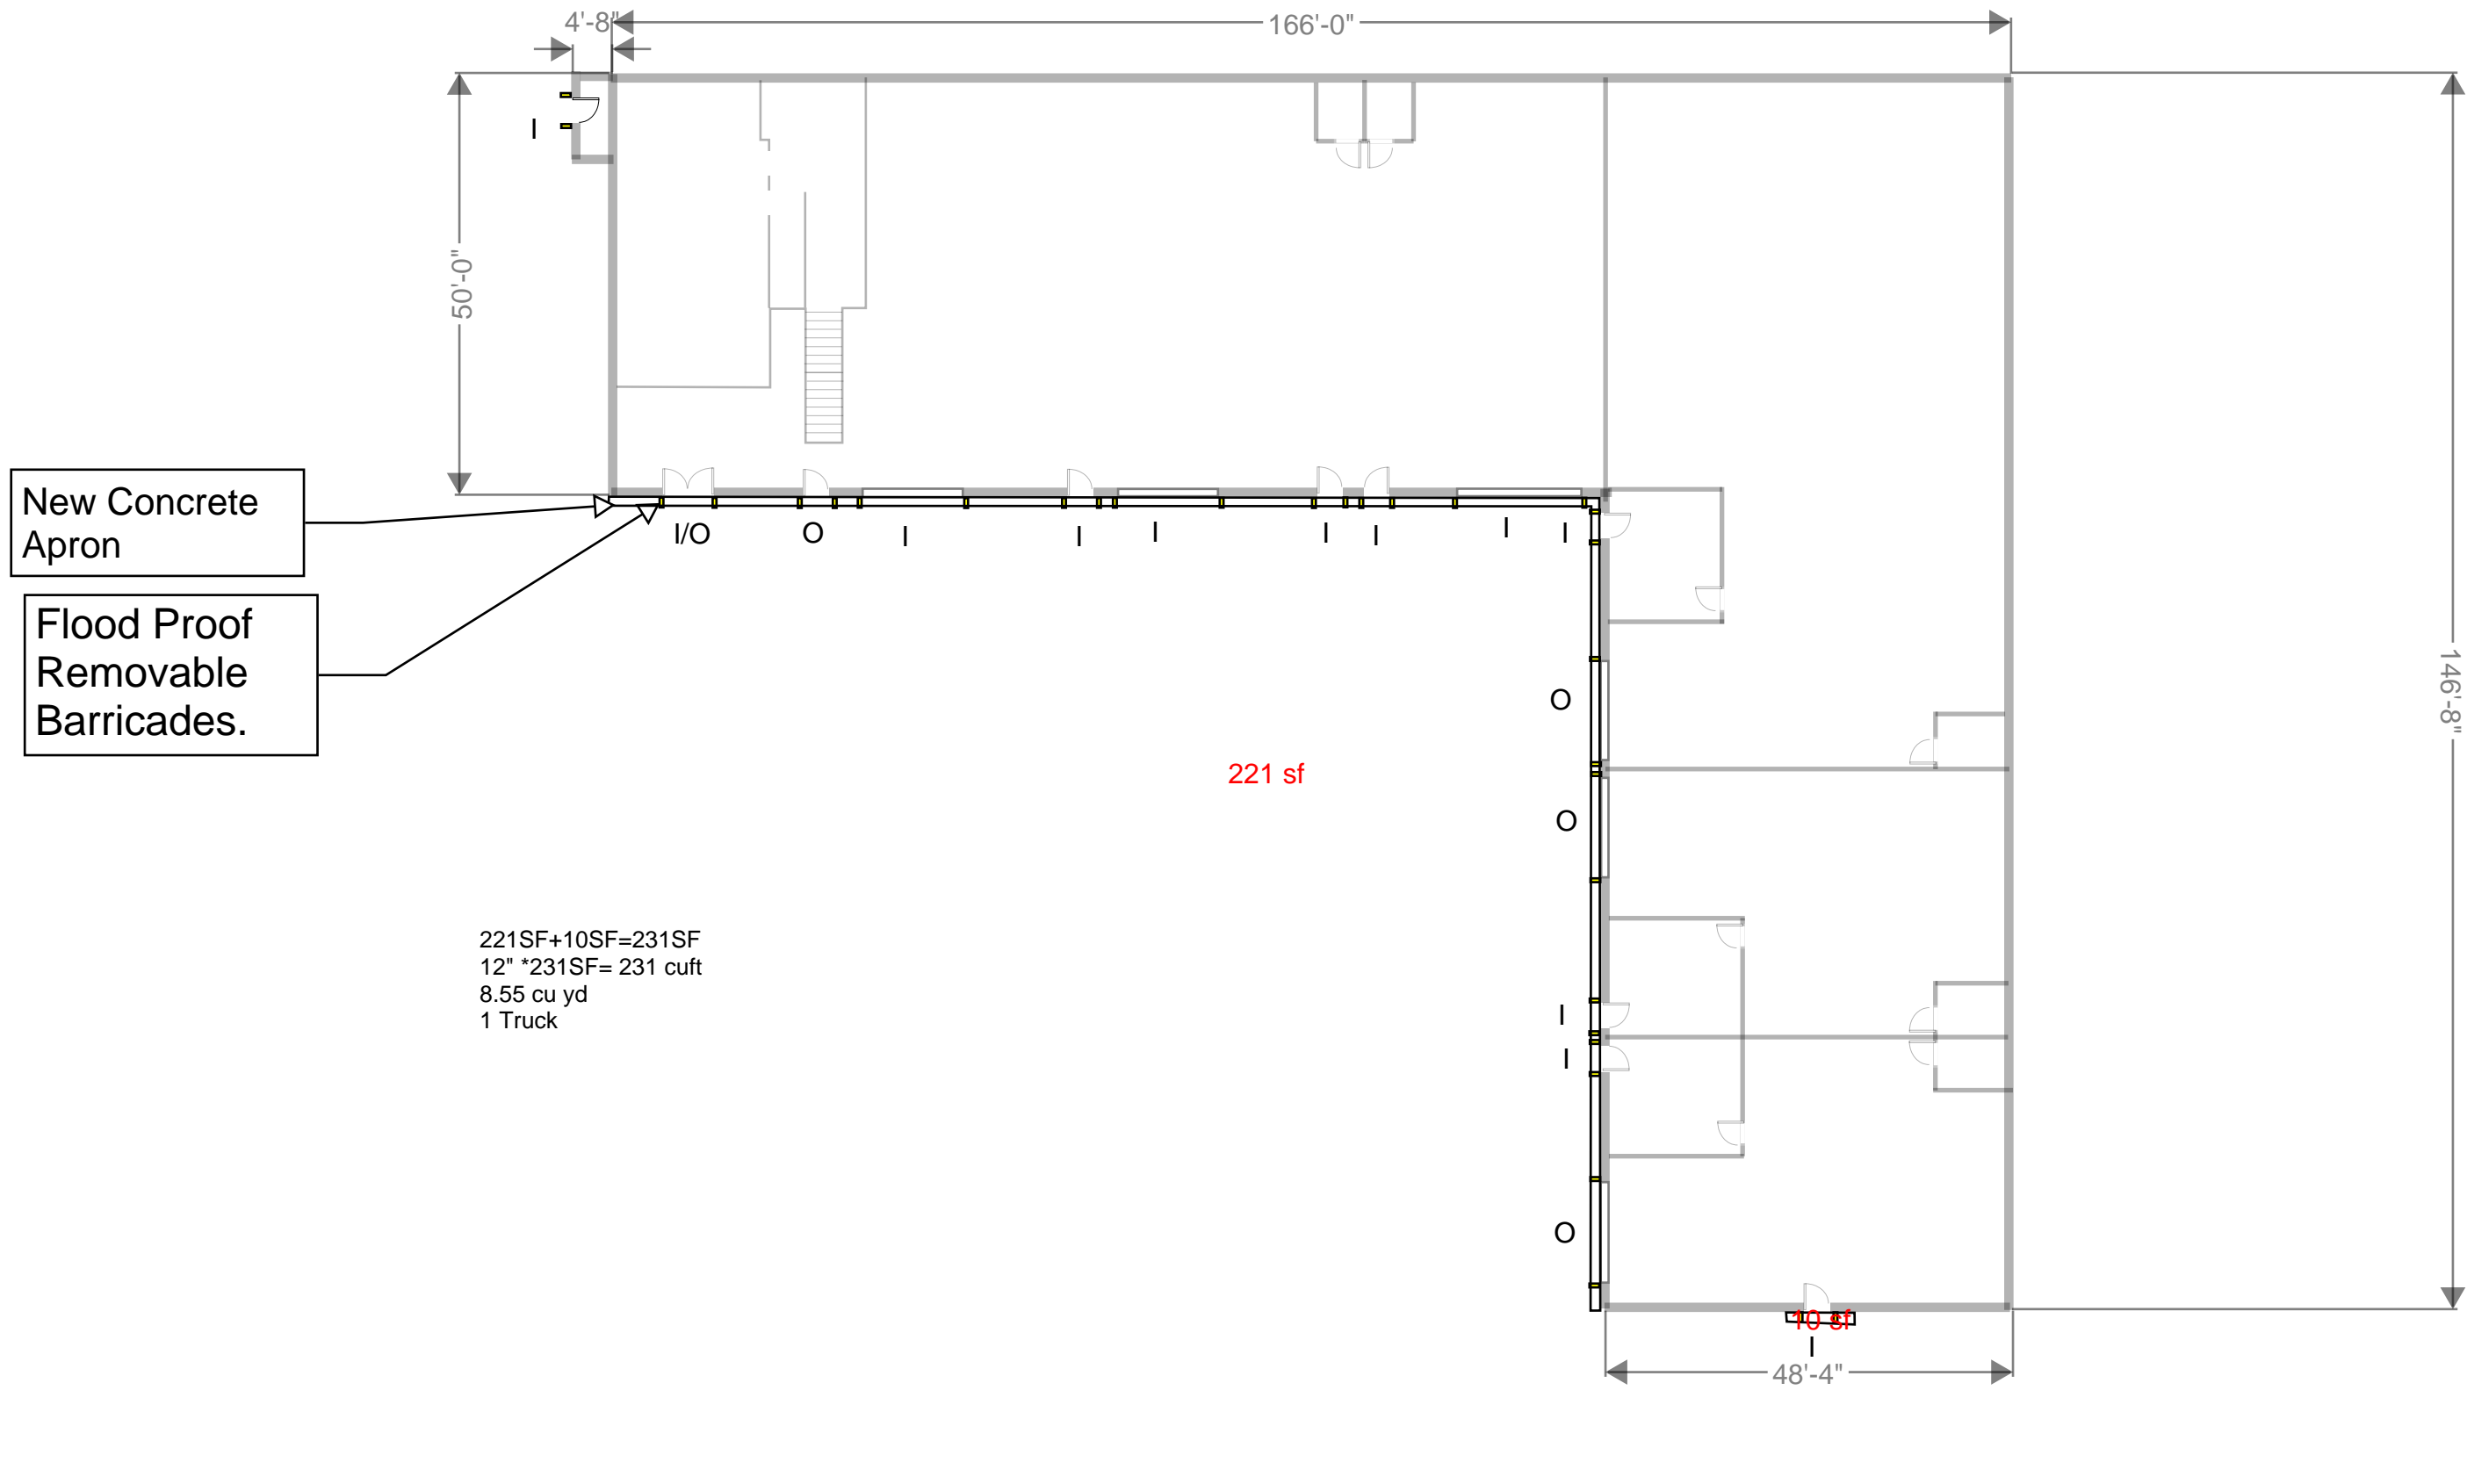 4'-8"
166'-0"
I
50'-0"
New Concrete
Apron
I/O
O
I
I
I
I
I
I
I
Flood Proof
Removable
Barricades.
146'-8"
O
221 sf
O
221SF+10SF=231SF
12" *231SF= 231 cuft
8.55 cu yd
1 Truck
I
I
O
10 sf
I
48'-4"